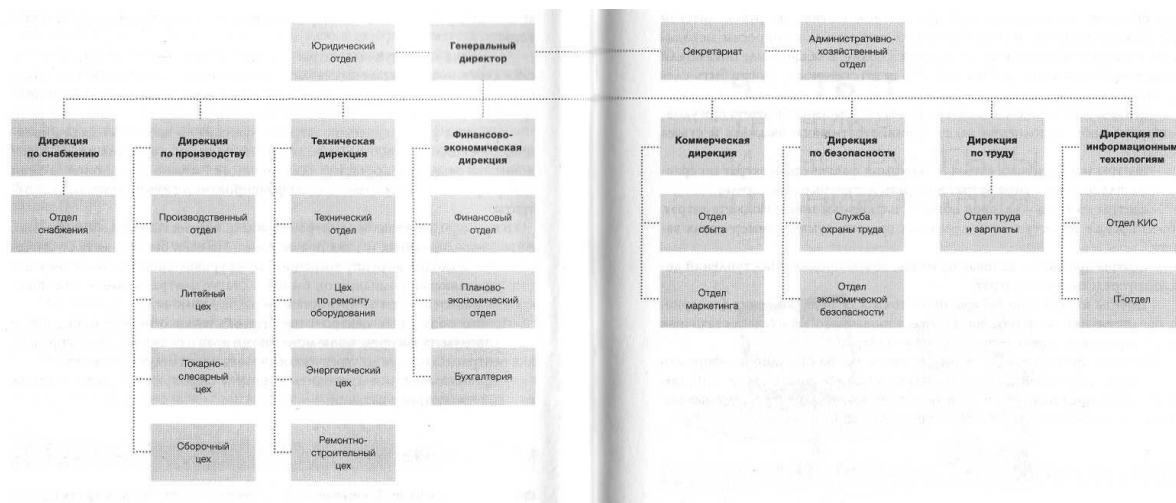 Юридический
отдел
Генеральный
директор
Секретариат
Административно-
хозяйственный
отдел
Дирекция
по снабжению
Дирекция
по производству
Техническая
дирекция
Финансово-
экономическая
дирекция
Коммерческая
дирекция
Дирекция
по безопасности
Дирекция
по труду
Дирекция по
информационным
технологиям
Отдел
снабжения
Производственный
отдел
Технический
отдел
Финансовый
отдел
Отдел
сбыта
Служба
охраны труда
Отдел труда
и зарплаты
Отдел КИС
Литейный
цех
Цех
по ремонту
оборудования
Планово-
экономический
отдел
Отдел
маркетинга
Отдел
экономической
безопасности
IT-отдел
Токарно-
слесарный
цех
Энергетический
цех
Бухгалтерия
Сборочный
цех
Ремонтно-
строительный
цех